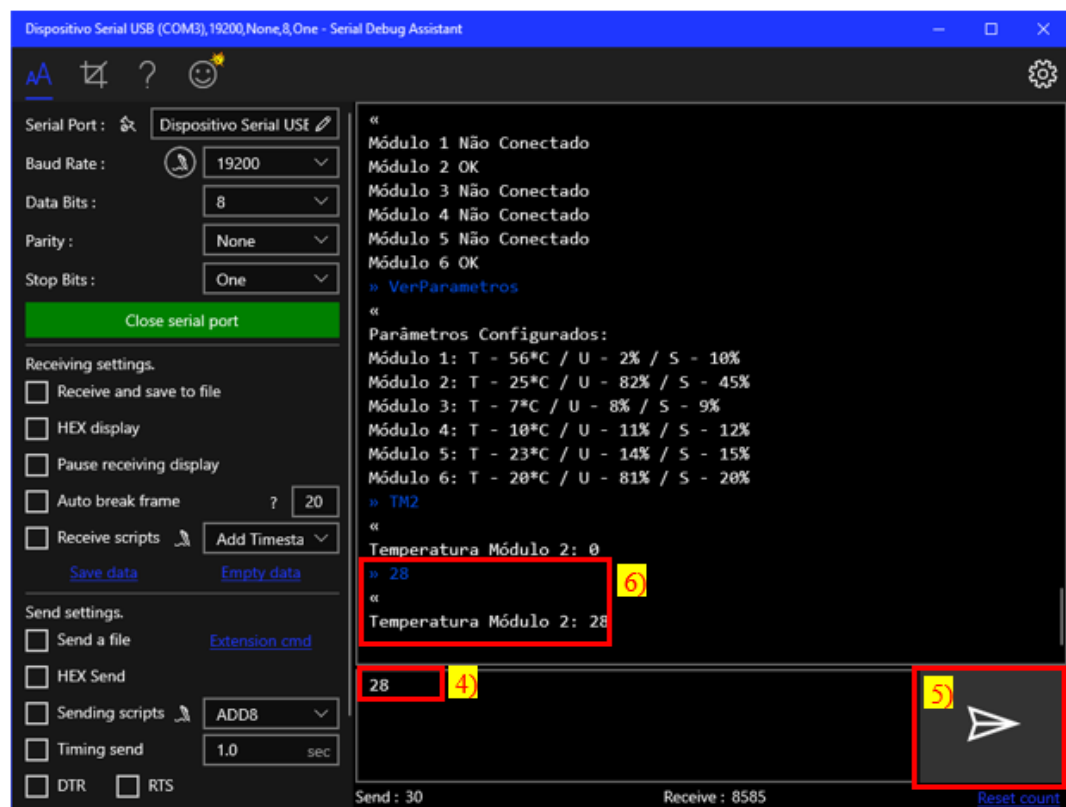 Dispositivo Serial USB (COM3),19200,None,8,One - Serial Debug Assistant
AA ?
Serial Port : Dispositivo Serial USE
Baud Rate : 19200
Data Bits : 8
Parity : None
Stop Bits : One
Close serial port
Receiving settings.
Receive and save to file
HEX display
Pause receiving display
Auto break frame ? 20
Receive scripts Add Timesta
Save data Empty data
Send settings.
Send a file Extension cmd
HEX Send
Sending scripts ADD8
Timing send 1.0 sec
DTR RTS
«
Módulo 1 Não Conectado
Módulo 2 OK
Módulo 3 Não Conectado
Módulo 4 Não Conectado
Módulo 5 Não Conectado
Módulo 6 OK
» VerParametros
«
Parâmetros Configurados:
Módulo 1: T - 56*C / U - 2% / S - 10%
Módulo 2: T - 25*C / U - 82% / S - 45%
Módulo 3: T - 7*C / U - 8% / S - 9%
Módulo 4: T - 10*C / U - 11% / S - 12%
Módulo 5: T - 23*C / U - 14% / S - 15%
Módulo 6: T - 20*C / U - 81% / S - 20%
» TM2
«
Temperatura Módulo 2: 0
» 28
«
Temperatura Módulo 2: 28
6)
28
4)
5)
Send : 30 Receive : 8585 Reset count